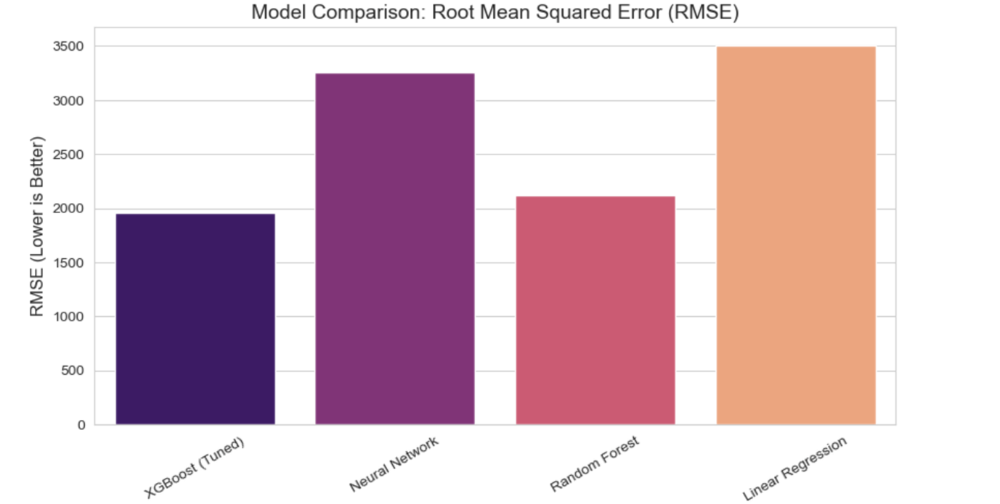 Model Comparison: Root Mean Squared Error (RMSE)
RMSE (Lower is Better)
3500
3000
2500
2000
1500
1000
500
0
XGBoost (Tuned)
Neural Network
Random Forest
Linear Regression